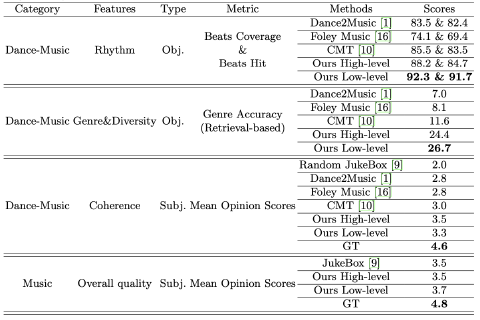 Category Features Type Metric Methods Scores
Dance-Music Rhythm Obj. Beats Coverage & Beats Hit
Dance2Music [1] 83.5 & 82.4
Foley Music [16] 74.1 & 69.4
CMT [10] 85.5 & 83.5
Ours High-level 88.2 & 84.7
Ours Low-level 92.3 & 91.7
Dance-Music Genre&Diversity Obj. Genre Accuracy (Retrieval-based)
Dance2Music [1] 7.0
Foley Music [16] 8.1
CMT [10] 11.6
Ours High-level 24.4
Ours Low-level 26.7
Dance-Music Coherence Subj. Mean Opinion Scores
Random JukeBox [9] 2.0
Dance2Music [1] 2.8
Foley Music [16] 2.8
CMT [10] 3.0
Ours High-level 3.5
Ours Low-level 3.3
GT 4.6
Music Overall quality Subj. Mean Opinion Scores
JukeBox [9] 3.5
Ours High-level 3.5
Ours Low-level 3.7
GT 4.8